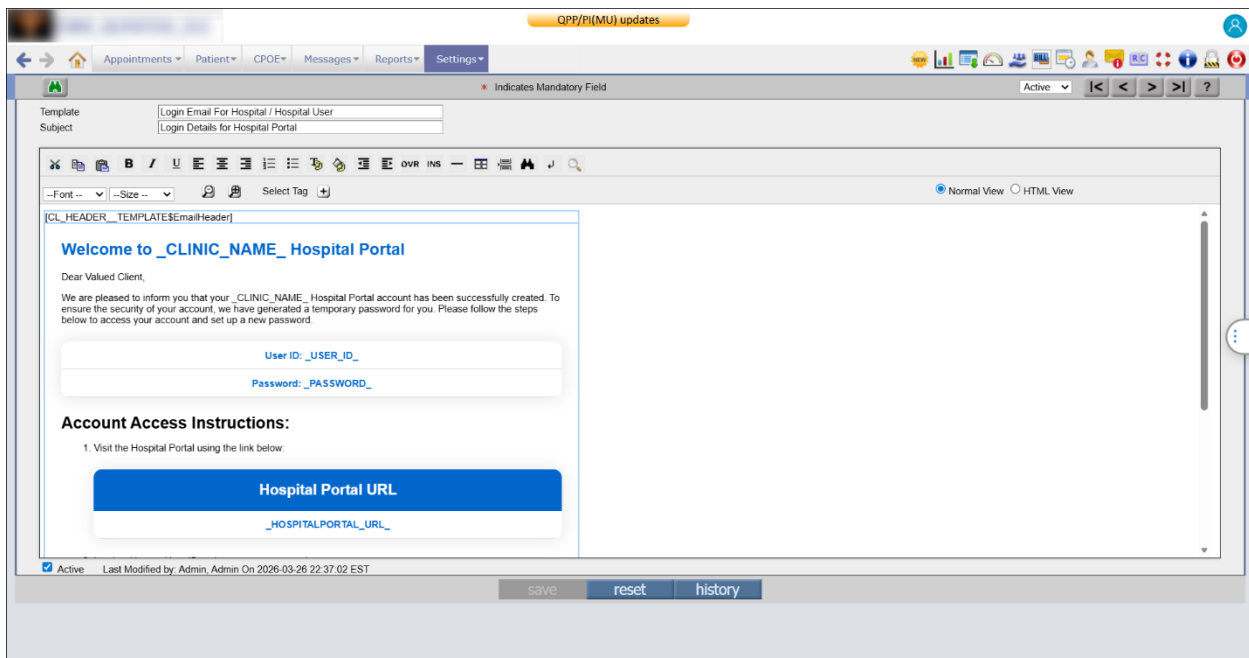 QPP/PI(MU) updates
Appointments Patient CPOE Messages Reports Settings
NEW R C
* Indicates Mandatory Field Active |< < > >| ?
Template Login Email For Hospital / Hospital User
Subject Login Details for Hospital Portal
B I U OVR INS
--Font -- --Size -- Select Tag + Normal View HTML View
[CL_HEADER__TEMPLATE$EmailHeader]
Welcome to _CLINIC_NAME_ Hospital Portal
Dear Valued Client,
We are pleased to inform you that your _CLINIC_NAME_ Hospital Portal account has been successfully created. To
ensure the security of your account, we have generated a temporary password for you. Please follow the steps
below to access your account and set up a new password.
User ID: _USER_ID_
Password: _PASSWORD_
Account Access Instructions:
1. Visit the Hospital Portal using the link below:
Hospital Portal URL
_HOSPITALPORTAL_URL_
Active Last Modified by: Admin, Admin On 2026-03-26 22:37:02 EST
save reset history